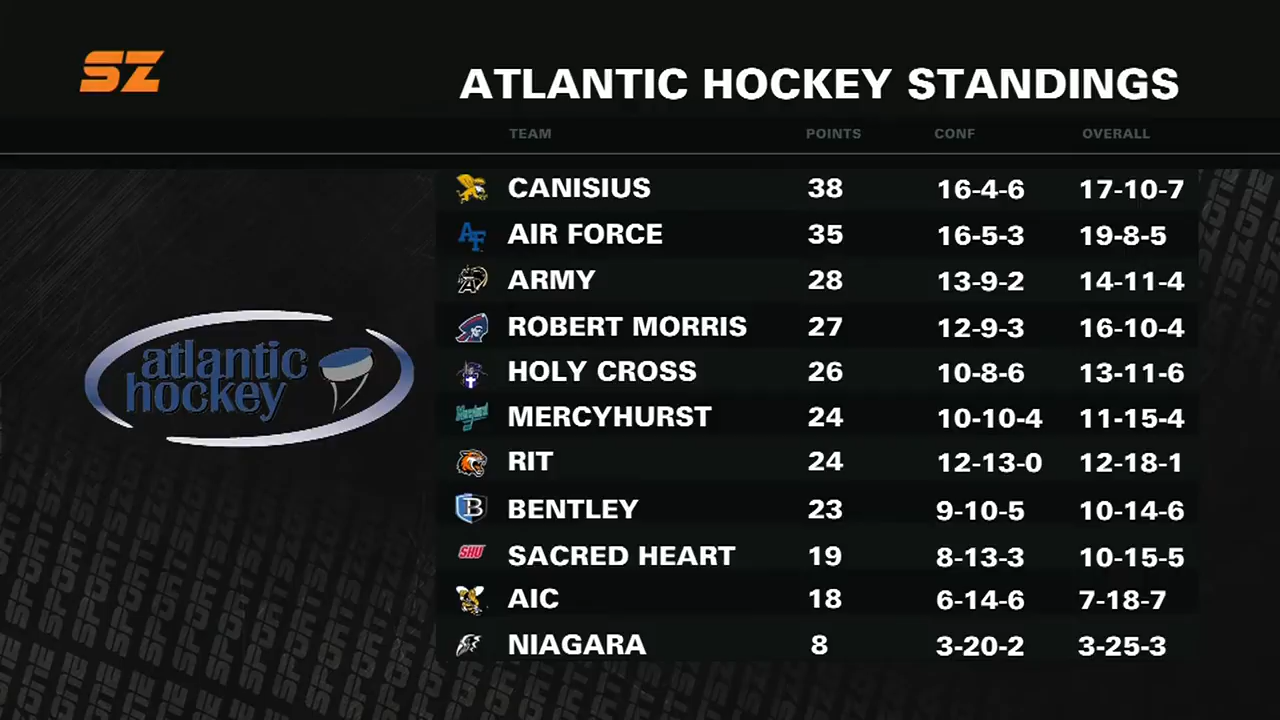 SZ
ATLANTIC HOCKEY STANDINGS
TEAM POINTS CONF OVERALL
CANISIUS 38 16-4-6 17-10-7
AIR FORCE 35 16-5-3 19-8-5
ARMY 28 13-9-2 14-11-4
ROBERT MORRIS 27 12-9-3 16-10-4
HOLY CROSS 26 10-8-6 13-11-6
MERCYHURST 24 10-10-4 11-15-4
RIT 24 12-13-0 12-18-1
BENTLEY 23 9-10-5 10-14-6
SACRED HEART 19 8-13-3 10-15-5
AIC 18 6-14-6 7-18-7
NIAGARA 8 3-20-2 3-25-3
atlantic
hockey
AF
A
B
SHU